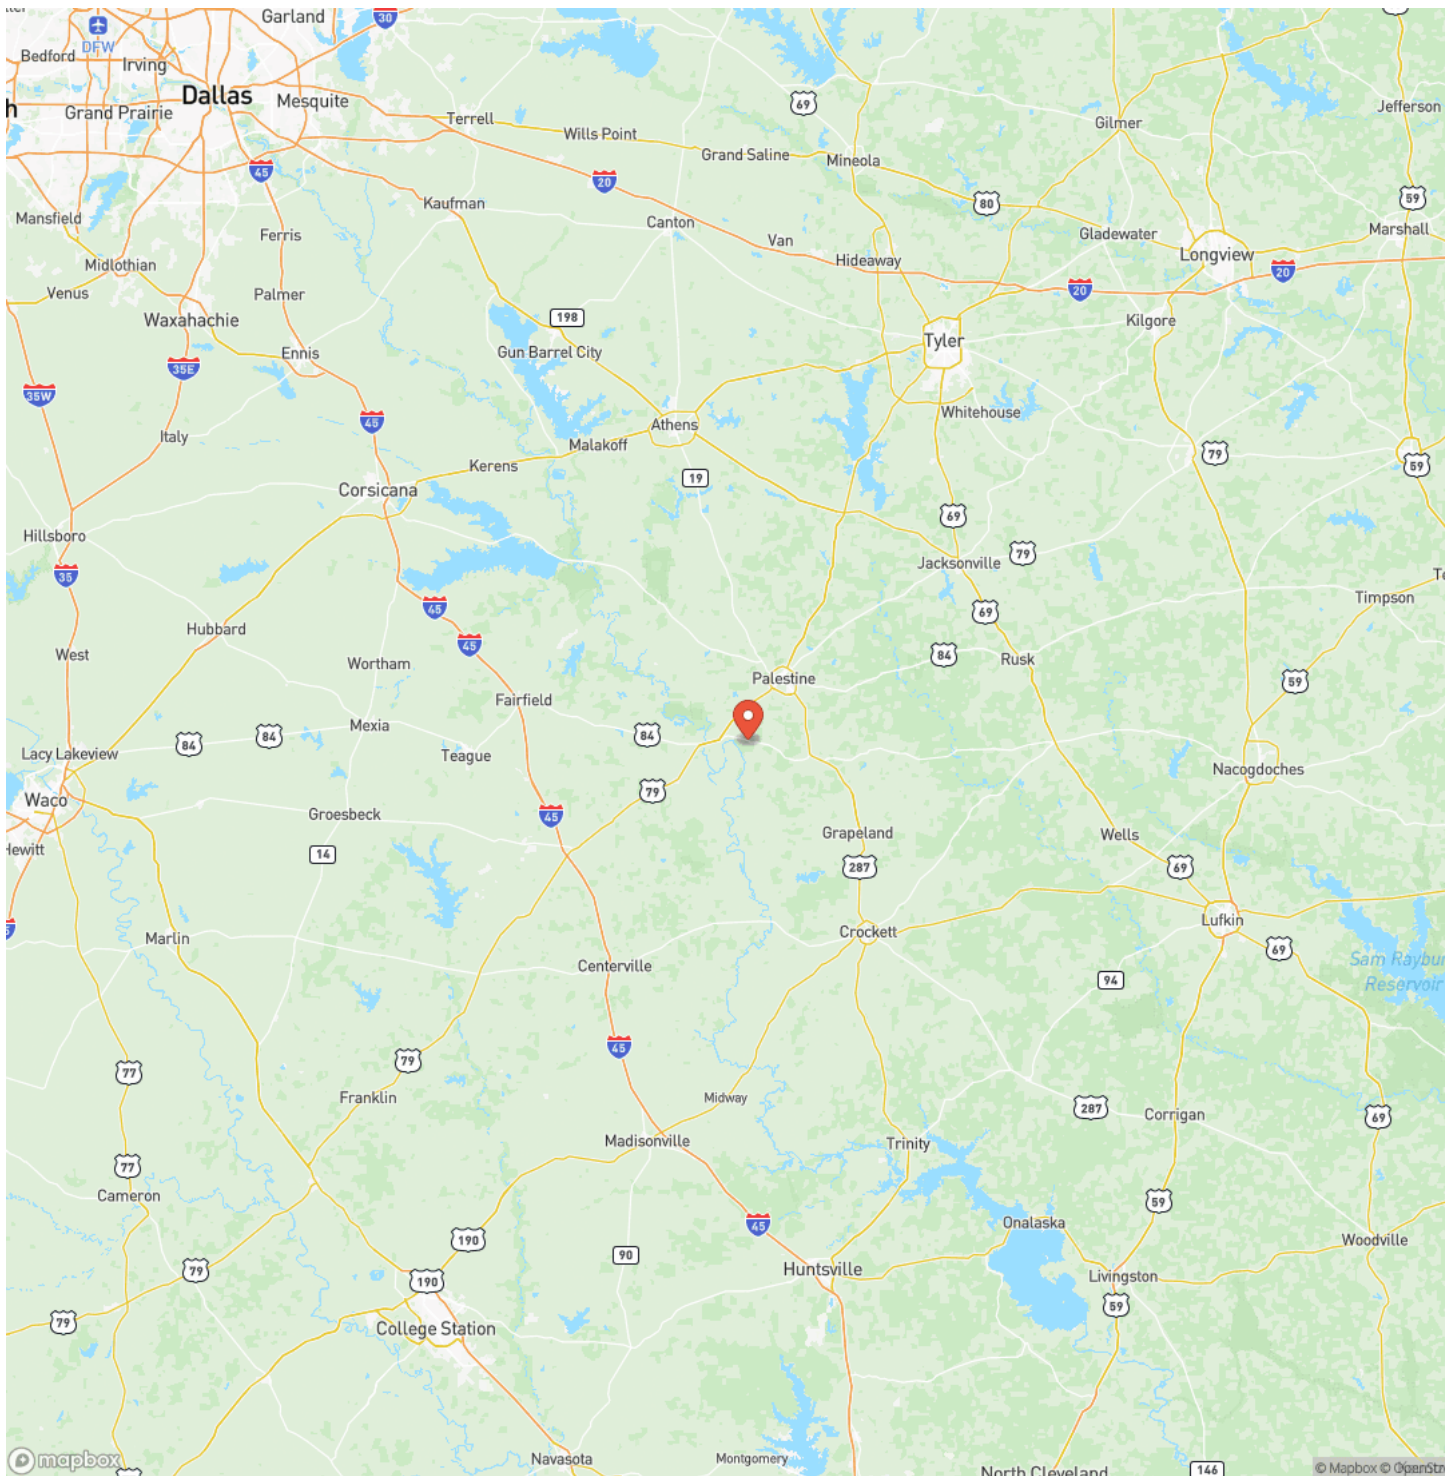 Garland
30
DFW
Bedford
Irving
Dallas
Mesquite
Grand Prairie
h
69
Jefferson
Terrell
Gilmer
Wills Point
Grand Saline
Mineola
45
20
80
59
Mansfield
Kaufman
Canton
Ferris
Van
Gladewater
Marshall
Midlothian
Hideaway
Longview
20
Venus
Palmer
20
Waxahachie
198
Kilgore
Ennis
Gun Barrel City
Tyler
35E
35W
45
Whitehouse
Athens
Italy
Malakoff
79
59
Kerens
19
Corsicana
69
Hillsboro
79
Jacksonville
35
45
69
Timpson
Hubbard
45
West
84
Rusk
Wortham
Palestine
59
Fairfield
Mexia
84
84
84
Lacy Lakeview
Teague
Nacogdoches
79
Waco
45
Groesbeck
Grapeland
Wells
Hewitt
14
287
69
Lufkin
Crockett
Marlin
69
Centerville
Sam Raybur
Reservoir
94
45
79
77
Franklin
Midway
287
Corrigan
69
Madisonville
Trinity
77
Cameron
59
45
Onalaska
190
Woodville
90
79
Huntsville
190
Livingston
59
79
College Station
mapbox
Navasota
Montgomery
North Cleveland
146
© Mapbox © OpenStr